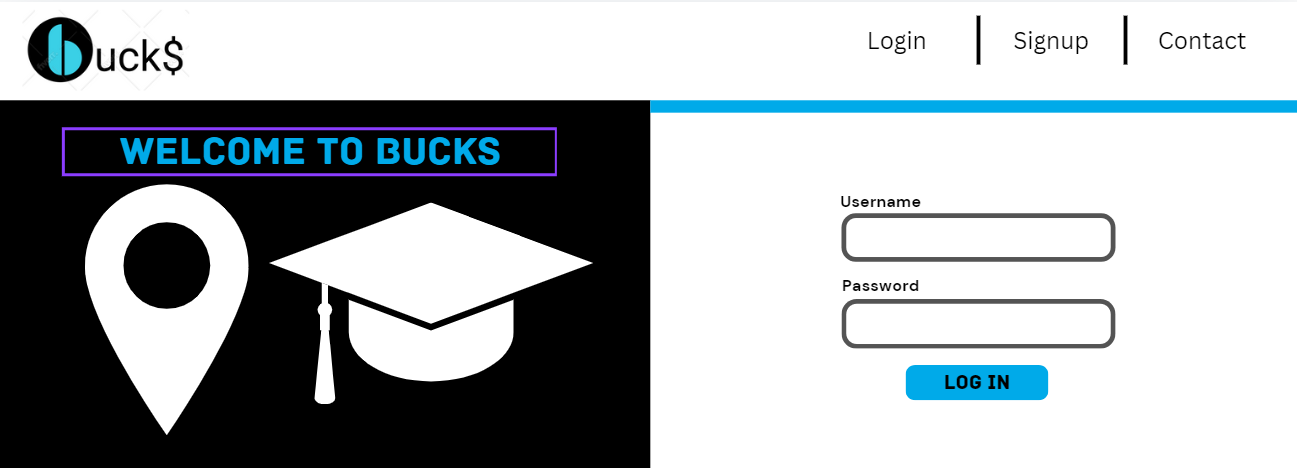 buck$
Login
Signup
Contact
WELCOME TO BUCKS
Username
Password
LOG IN